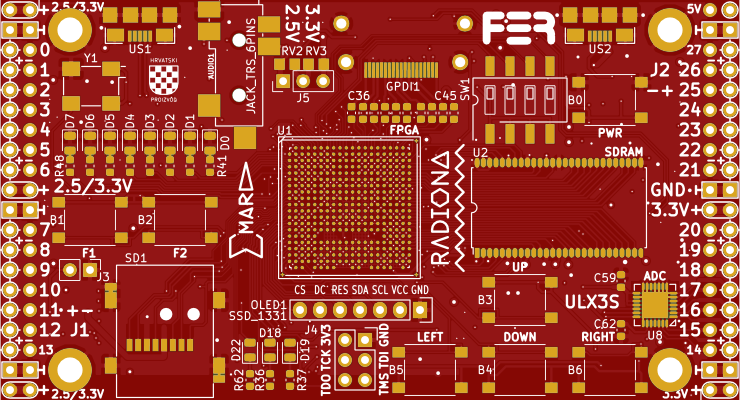 2.5/3.3V
0
1
2
3
4
5
6
2.5/3.3V
7
8
9
10
11
12
J1
13
2.5/3.3V
US1
Y1
HRVATSKI
PROIZVOD
AUDIO1
JACK_TRS_6PINS
2.5V
3.3V
RV2 RV3
J5
GPDI1
C36
C45
FPGA
U1
D7
D6
D5
D4
D3
D2
D1
D0
R48
R41
B1
B2
F1
F2
J3
SD1
MARA
RADIONA
FER
SW1
US2
B0
PWR
U2
SDRAM
5V
27
J2 26
25
24
23
22
21
GND
3.3V
20
19
18
17
16
15
14
3.3V
CS DC RES SDA SCL VCC GND
OLED1
SSD_1331
J4
D22
D18
D19
R62
R36
R37
TDO TCK 3V3
TMS TDI GND
UP
B3
LEFT
B5
DOWN
B4
RIGHT
B6
ULX3S
C59
C62
ADC
U8